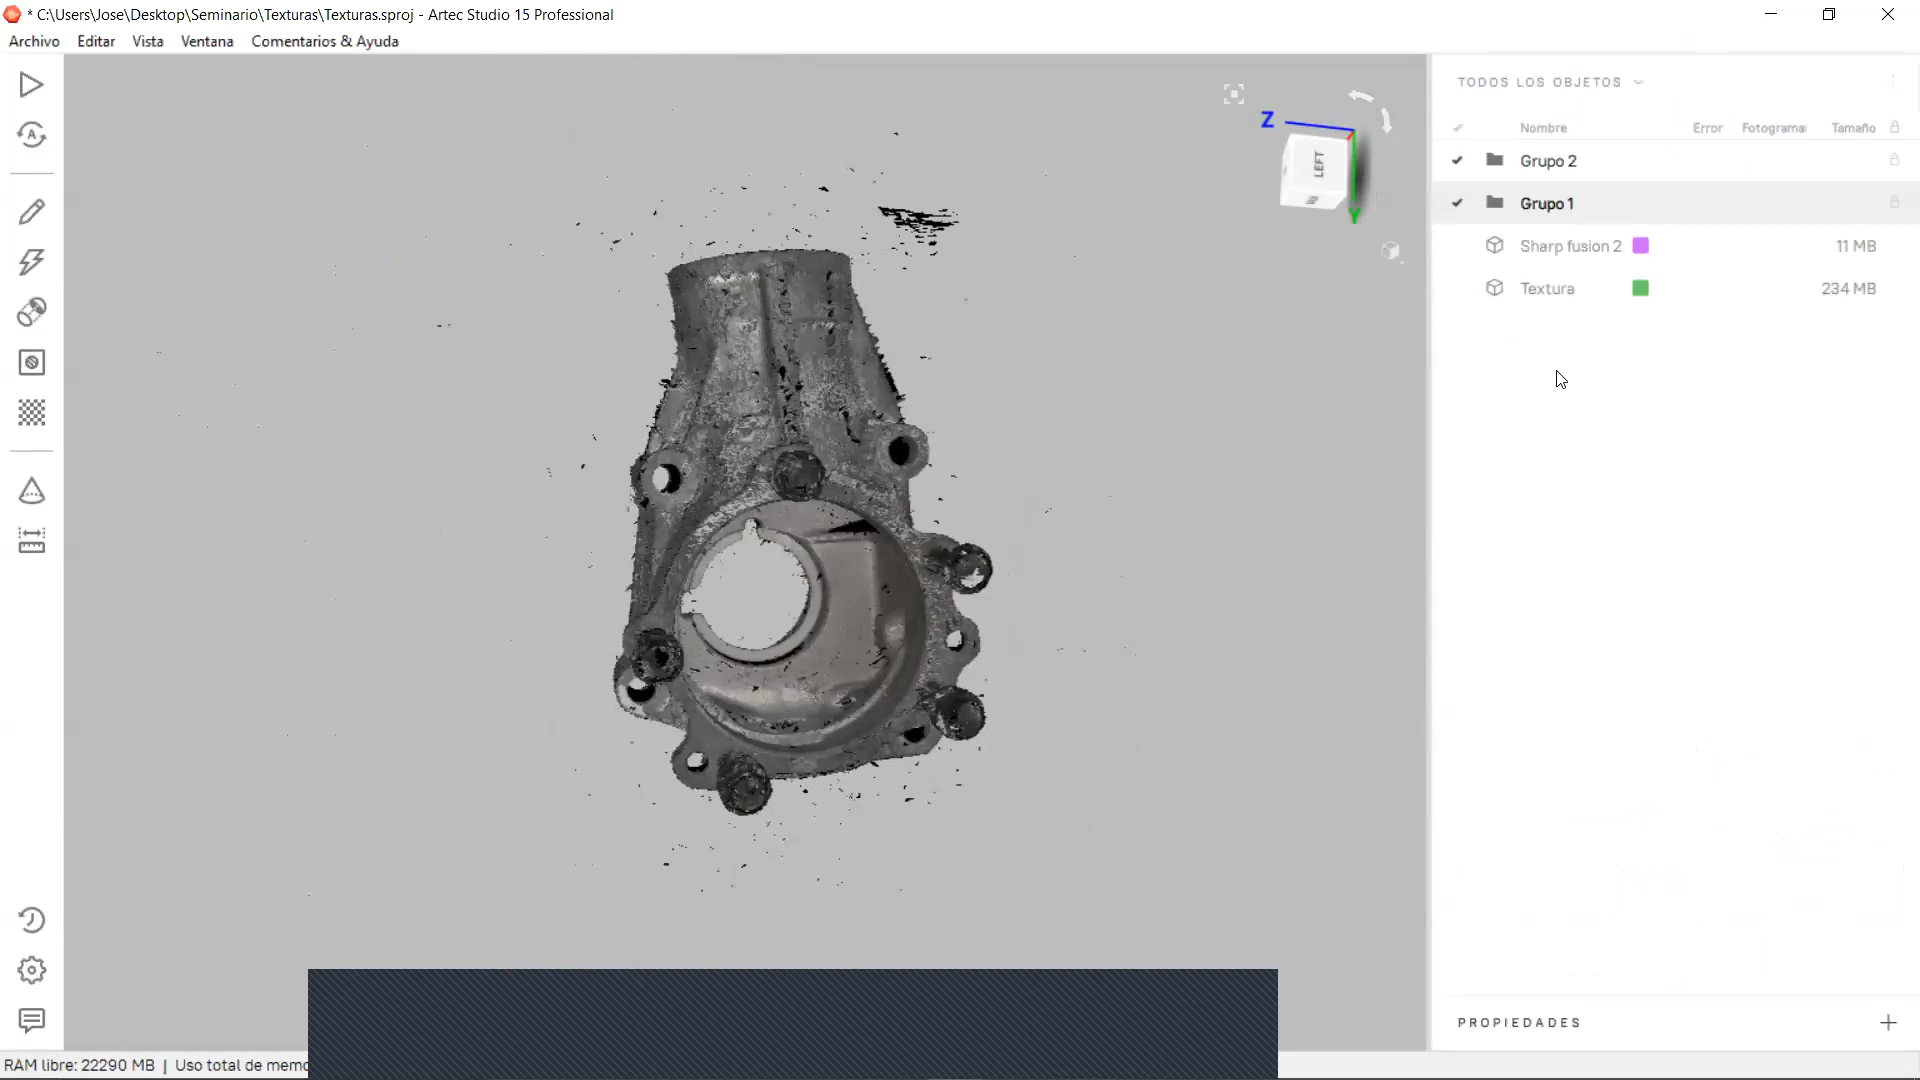 * C:\Users\Jose\Desktop\Seminario\Texturas\Texturas.sproj - Artec Studio 15 Professional
Archivo Editar Vista Ventana Comentarios & Ayuda
TODOS LOS OBJETOS
Nombre Error Fotograma Tamaño
Grupo 2
Grupo 1
Sharp fusion 2 11 MB
Textura 234 MB
Z
LEFT
Y
A
PROPIEDADES
RAM libre: 22290 MB | Uso total de memo